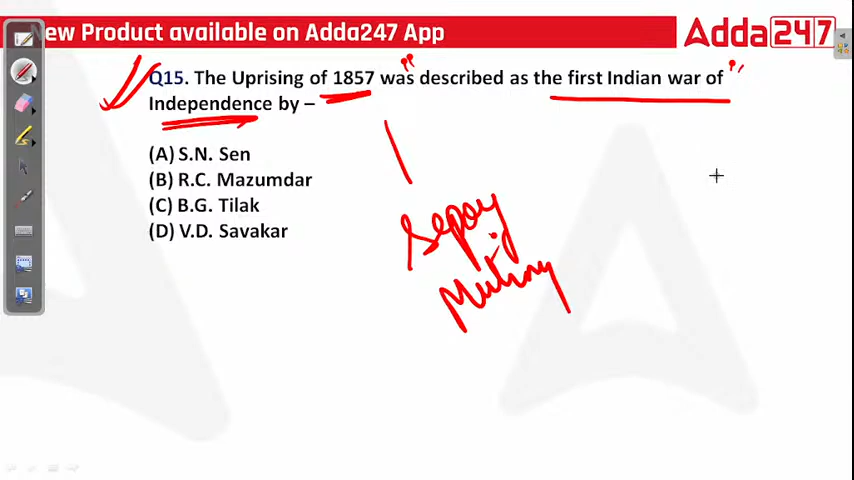 New Product available on Adda247 App
Adda247
Q15. The Uprising of 1857 was described as the first Indian war of
Independence by –
(A) S.N. Sen
(B) R.C. Mazumdar
(C) B.G. Tilak
(D) V.D. Savakar
Sepoy
Mutiny